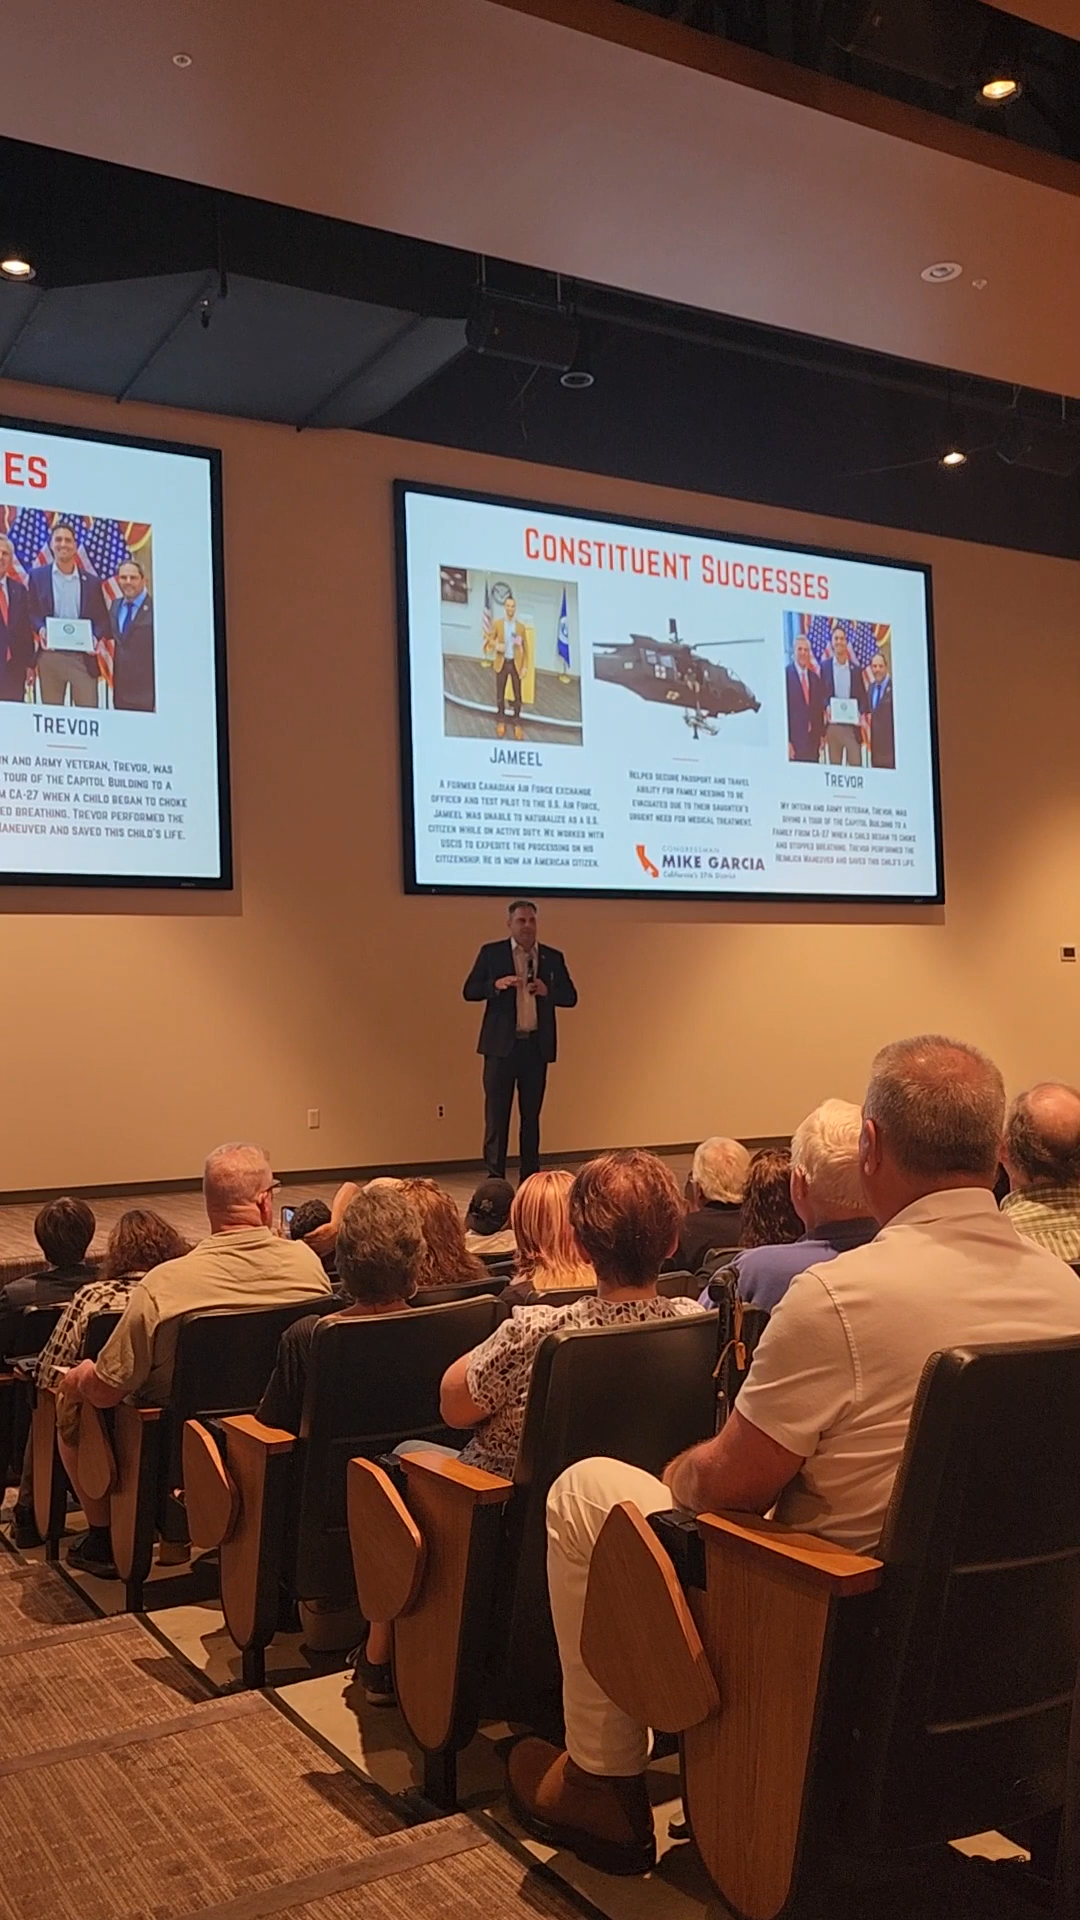 ES
TREVOR
N AND ARMY VETERAN, TREVOR, WAS
TOUR OF THE CAPITOL BUILDING TO A
M CA-27 WHEN A CHILD BEGAN TO CHOKE
ED BREATHING. TREVOR PERFORMED THE
ANEUVER AND SAVED THIS CHILD'S LIFE.
CONSTITUENT SUCCESSES
JAMEEL
A FORMER CANADIAN AIR FORCE EXCHANGE
OFFICER AND TEST PILOT TO THE U.S. AIR FORCE,
JAMEEL WAS UNABLE TO NATURALIZE AS A U.S.
CITIZEN WHILE ON ACTIVE DUTY. WE WORKED WITH
USCIS TO EXPEDITE THE PROCESSING ON HIS
CITIZENSHIP. HE IS NOW AN AMERICAN CITIZEN.
HELPED SECURE PASSPORT AND TRAVEL
ABILITY FOR FAMILY NEEDING TO BE
EVACUATED DUE TO THEIR DAUGHTER'S
URGENT NEED FOR MEDICAL TREATMENT.
CONGRESSMAN
MIKE GARCIA
California's 27th District
TREVOR
MY INTERN AND ARMY VETERAN, TREVOR, WAS
GIVING A TOUR OF THE CAPITOL BUILDING TO A
FAMILY FROM CA-27 WHEN A CHILD BEGAN TO CHOKE
AND STOPPED BREATHING. TREVOR PERFORMED THE
HEIMLICH MANEUVER AND SAVED THIS CHILD'S LIFE.